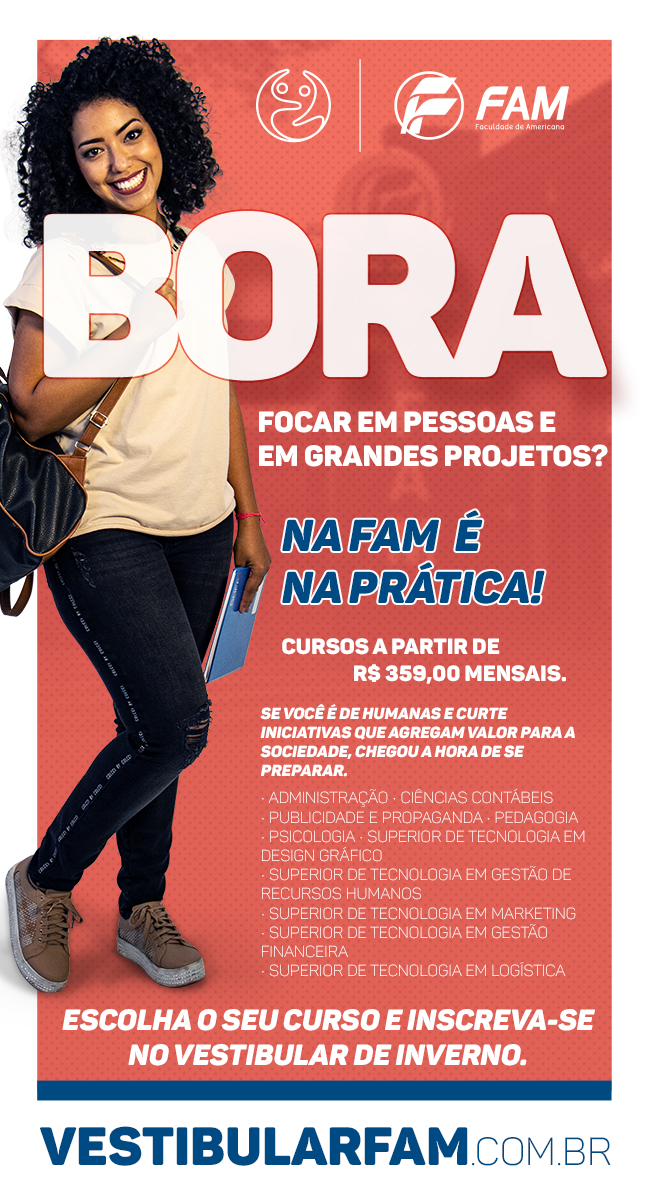 FAM
Faculdade de Americana
BORA
FOCAR EM PESSOAS E
EM GRANDES PROJETOS?
NA FAM É
NA PRÁTICA!
CURSOS A PARTIR DE
R$ 359,00 MENSAIS.
SE VOCÊ É DE HUMANAS E CURTE
INICIATIVAS QUE AGREGAM VALOR PARA A
SOCIEDADE, CHEGOU A HORA DE SE
PREPARAR.
· ADMINISTRAÇÃO · CIÊNCIAS CONTÁBEIS
· PUBLICIDADE E PROPAGANDA · PEDAGOGIA
· PSICOLOGIA · SUPERIOR DE TECNOLOGIA EM
DESIGN GRÁFICO
· SUPERIOR DE TECNOLOGIA EM GESTÃO DE
RECURSOS HUMANOS
· SUPERIOR DE TECNOLOGIA EM MARKETING
· SUPERIOR DE TECNOLOGIA EM GESTÃO
FINANCEIRA
· SUPERIOR DE TECNOLOGIA EM LOGÍSTICA
ESCOLHA O SEU CURSO E INSCREVA-SE
NO VESTIBULAR DE INVERNO.
VESTIBULARFAM.COM.BR